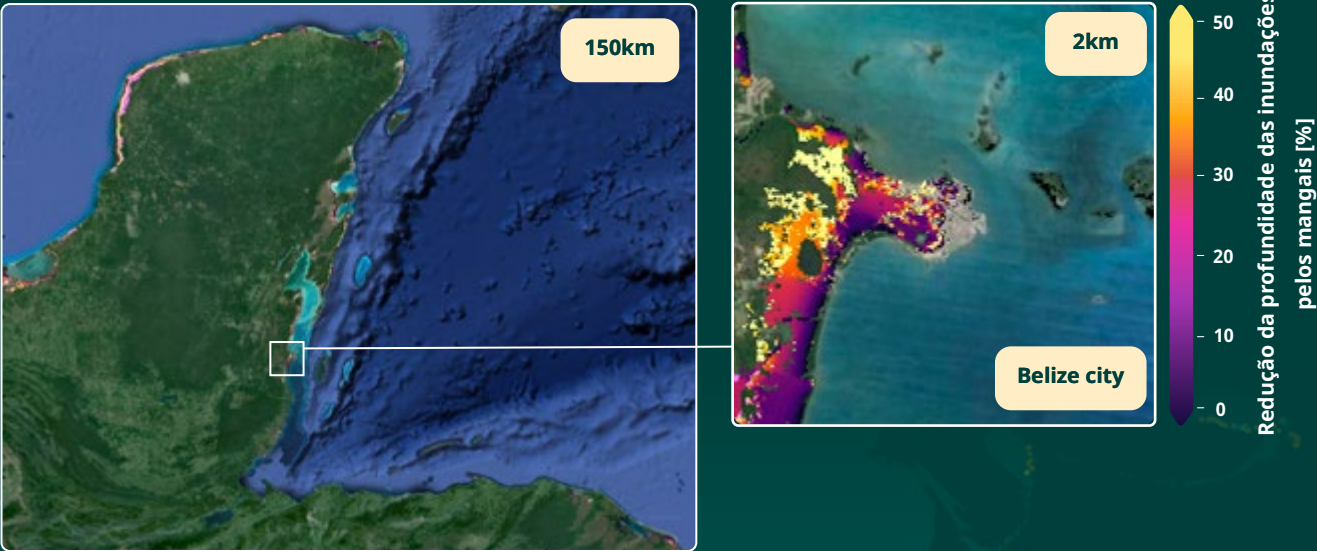 150km
2km
Belize city
50
40
30
20
10
0
Redução da profundidade das inundações
pelos mangais [%]